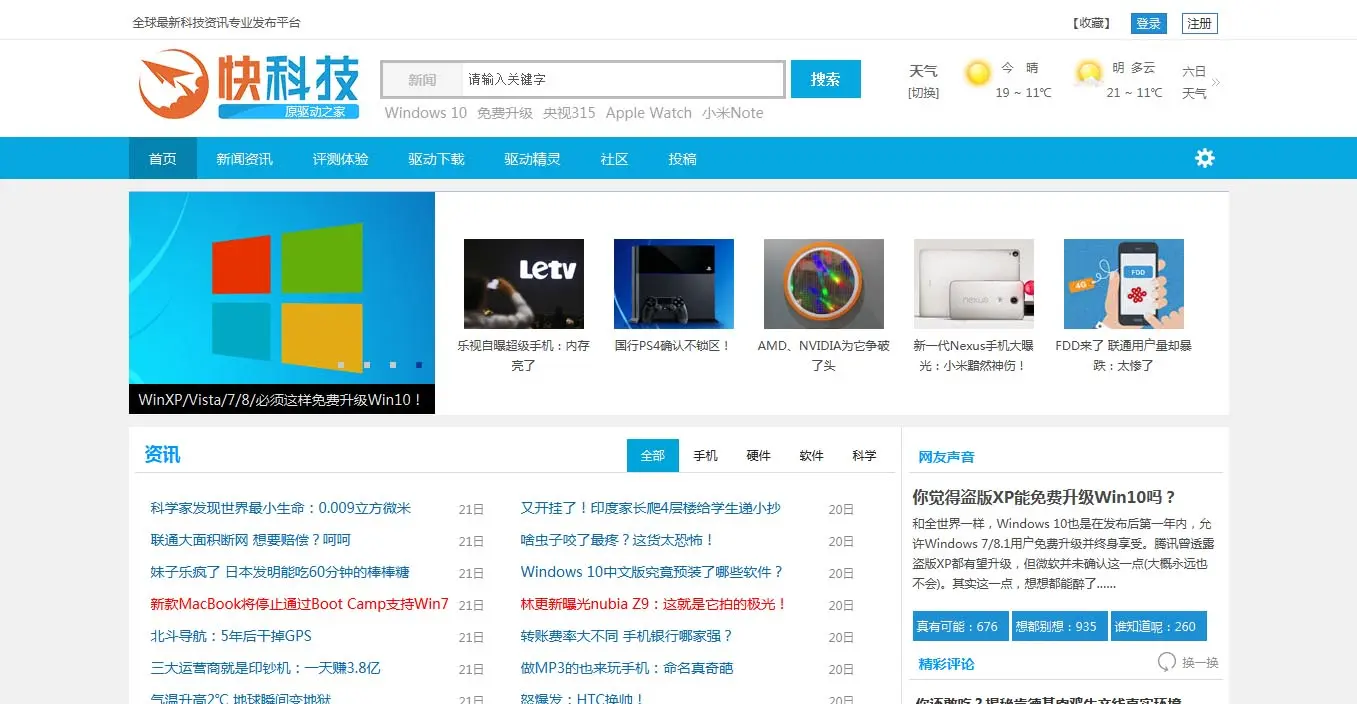 全球最新科技资讯专业发布平台
【收藏】 登录 注册
快科技
原驱动之家
新闻 请输入关键字 搜索
Windows 10 免费升级 央视315 Apple Watch 小米Note
天气 今 晴 明 多云 六日
[切换] 19 ~ 11℃ 21 ~ 11℃ 天气 »
首页 新闻资讯 评测体验 驱动下载 驱动精灵 社区 投稿
Letv
nexus
FDD
4G
WinXP/Vista/7/8/必须这样免费升级Win10！
乐视自曝超级手机：内存
亮了
国行PS4确认不锁区！
AMD、NVIDIA为它争破
了头
新一代Nexus手机大曝
光：小米黯然神伤！
FDD来了 联通用户量却暴
跌：太惨了
资讯 全部 手机 硬件 软件 科学
科学家发现世界最小生命：0.009立方微米 21日
联通大面积断网 想要赔偿？呵呵 21日
妹子乐疯了 日本发明能吃60分钟的棒棒糖 21日
新款MacBook将停止通过Boot Camp支持Win7 21日
北斗导航：5年后干掉GPS 21日
三大运营商就是印钞机：一天赚3.8亿 21日
气温升高2℃ 地球瞬间变地狱 21日
又开挂了！印度家长爬4层楼给学生递小抄 20日
啥虫子咬了最疼？这货太恐怖！ 20日
Windows 10中文版究竟预装了哪些软件？ 20日
林更新曝光nubia Z9：这就是它拍的极光！ 20日
转账费率大不同 手机银行哪家强？ 20日
做MP3的也来玩手机：命名真奇葩 20日
怒爆发：HTC换帅！ 20日
网友声音
你觉得盗版XP能免费升级Win10吗？
和全世界一样，Windows 10也是在发布后第一年内，允
许Windows 7/8.1用户免费升级并终身享受。腾讯曾透露
盗版XP都有望升级，但微软并未确认这一点(大概永远也
不会)。其实这一点，想想都能醉了......
真有可能：676 想都别想：935 谁知道呢：260
精彩评论 换一换
你还敢吃？揭秘肯德基肉鸡生产线真实环境